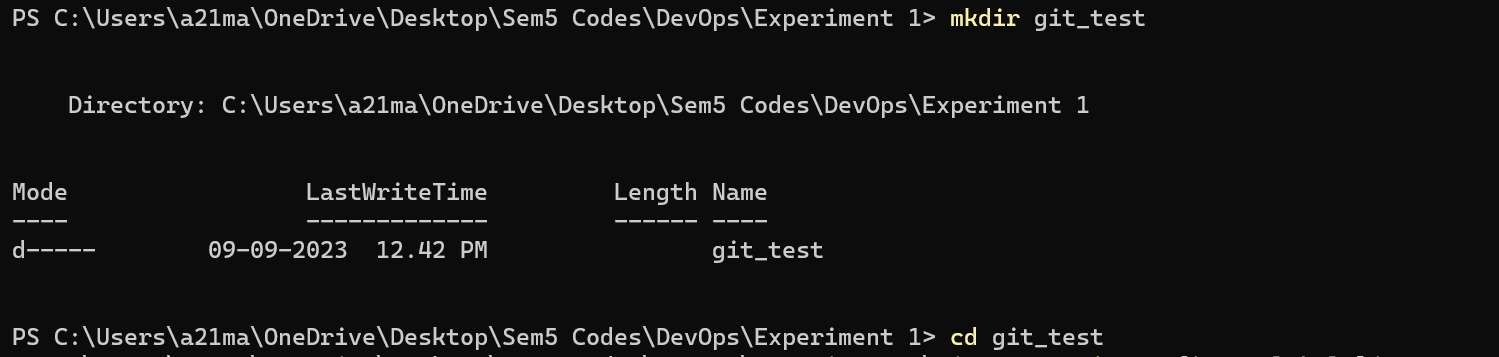 PS C:\Users\a21ma\OneDrive\Desktop\Sem5 Codes\DevOps\Experiment 1> mkdir git_test
Directory: C:\Users\a21ma\OneDrive\Desktop\Sem5 Codes\DevOps\Experiment 1
Mode                 LastWriteTime         Length Name
----                 -------------         ------ ----
d-----        09-09-2023  12.42 PM                git_test
PS C:\Users\a21ma\OneDrive\Desktop\Sem5 Codes\DevOps\Experiment 1> cd git_test